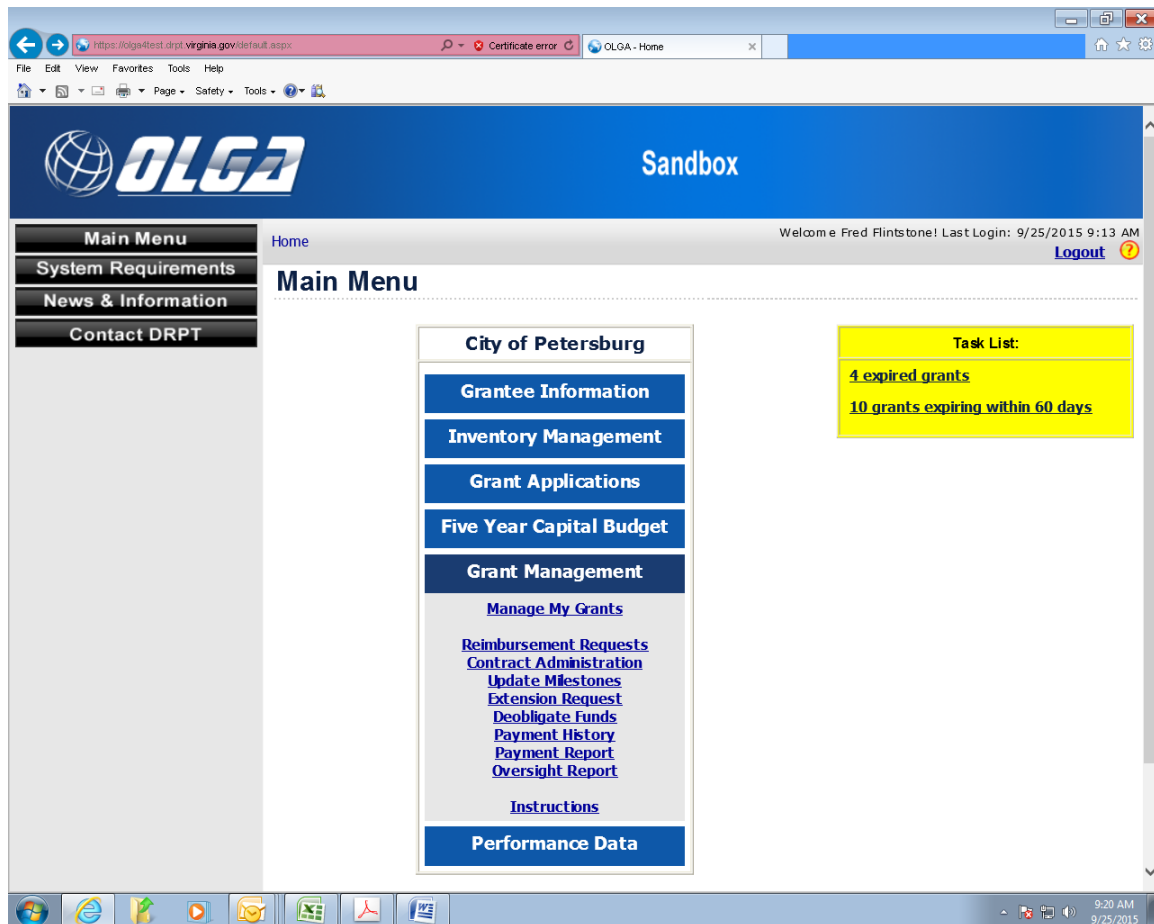 https://olga4test.drpt.virginia.gov/default.aspx
Certificate error
OLGA - Home
File Edit View Favorites Tools Help
Page Safety Tools
OLGA
Sandbox
Main Menu
System Requirements
News & Information
Contact DRPT
Home
Welcome Fred Flintstone! Last Login: 9/25/2015 9:13 AM
Logout ?
Main Menu
City of Petersburg
Grantee Information
Inventory Management
Grant Applications
Five Year Capital Budget
Grant Management
Manage My Grants
Reimbursement Requests
Contract Administration
Update Milestones
Extension Request
Deobligate Funds
Payment History
Payment Report
Oversight Report
Instructions
Performance Data
Task List:
4 expired grants
10 grants expiring within 60 days
9:20 AM
9/25/2015